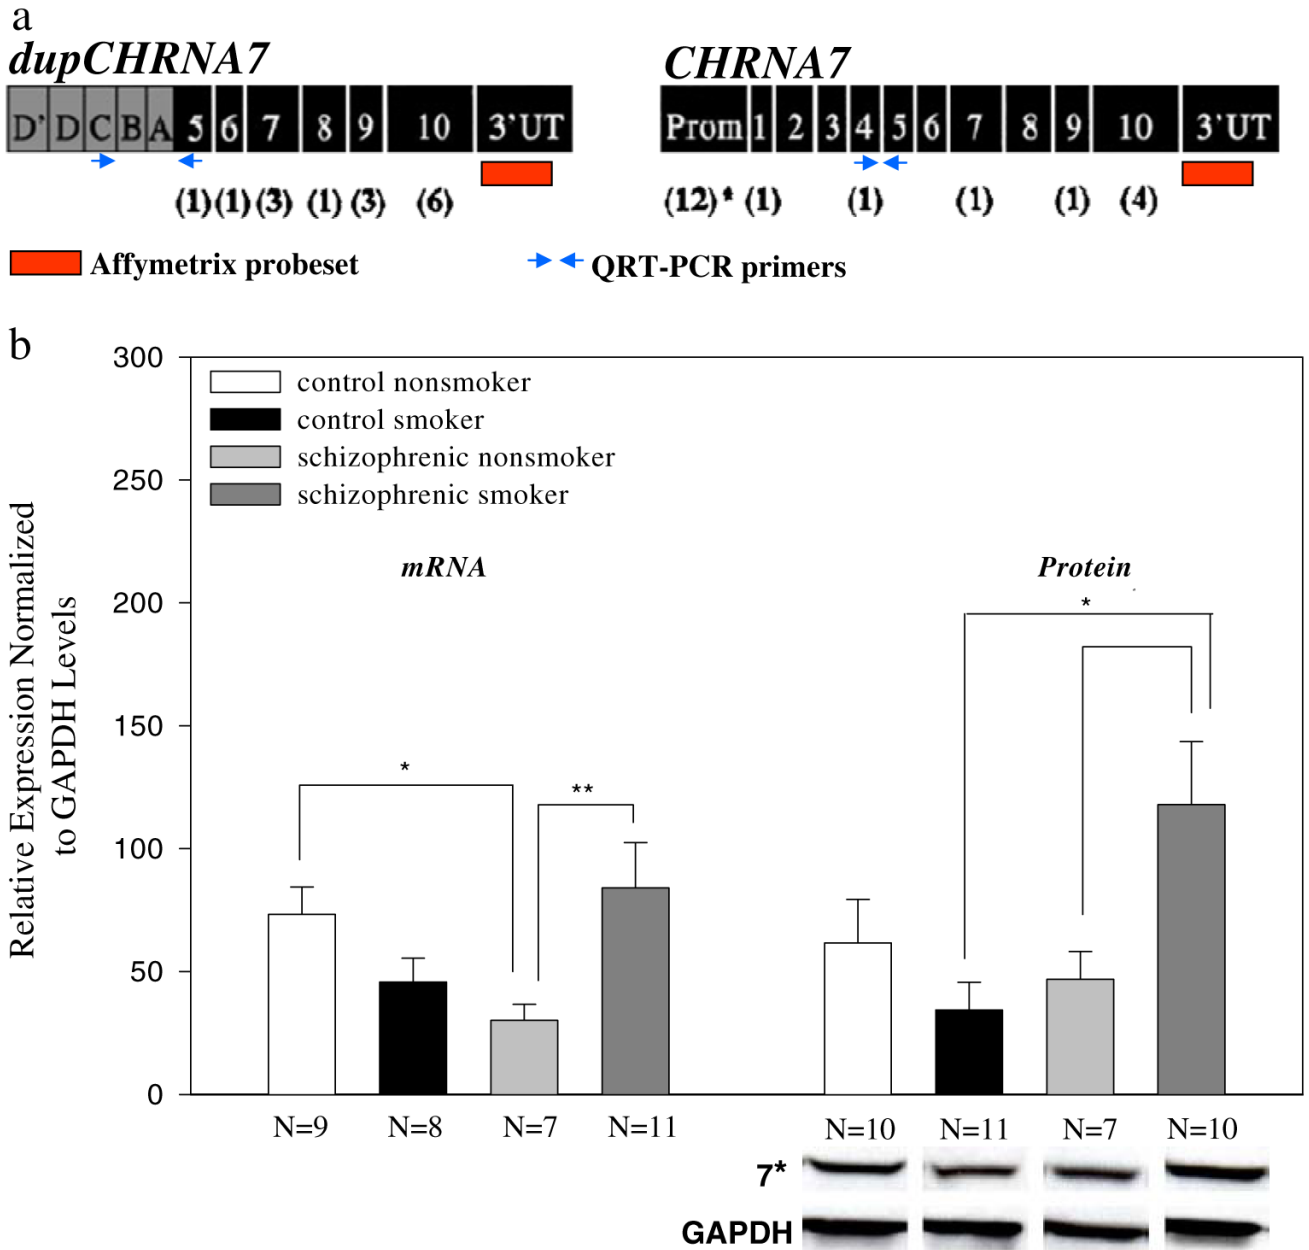 a
dupCHRNA7
CHRNA7
D' D C B A 5 6 7 8 9 10 3'UT
Prom 1 2 3 4 5 6 7 8 9 10 3'UT
(1) (1) (3) (1) (3) (6)
(12)* (1) (1) (1) (1) (4)
Affymetrix probeset
QRT-PCR primers
b
Relative Expression Normalized
to GAPDH Levels
300
250
200
150
100
50
0
control nonsmoker
control smoker
schizophrenic nonsmoker
schizophrenic smoker
mRNA
Protein
*
**
*
N=9 N=8 N=7 N=11
N=10 N=11 N=7 N=10
7*
GAPDH